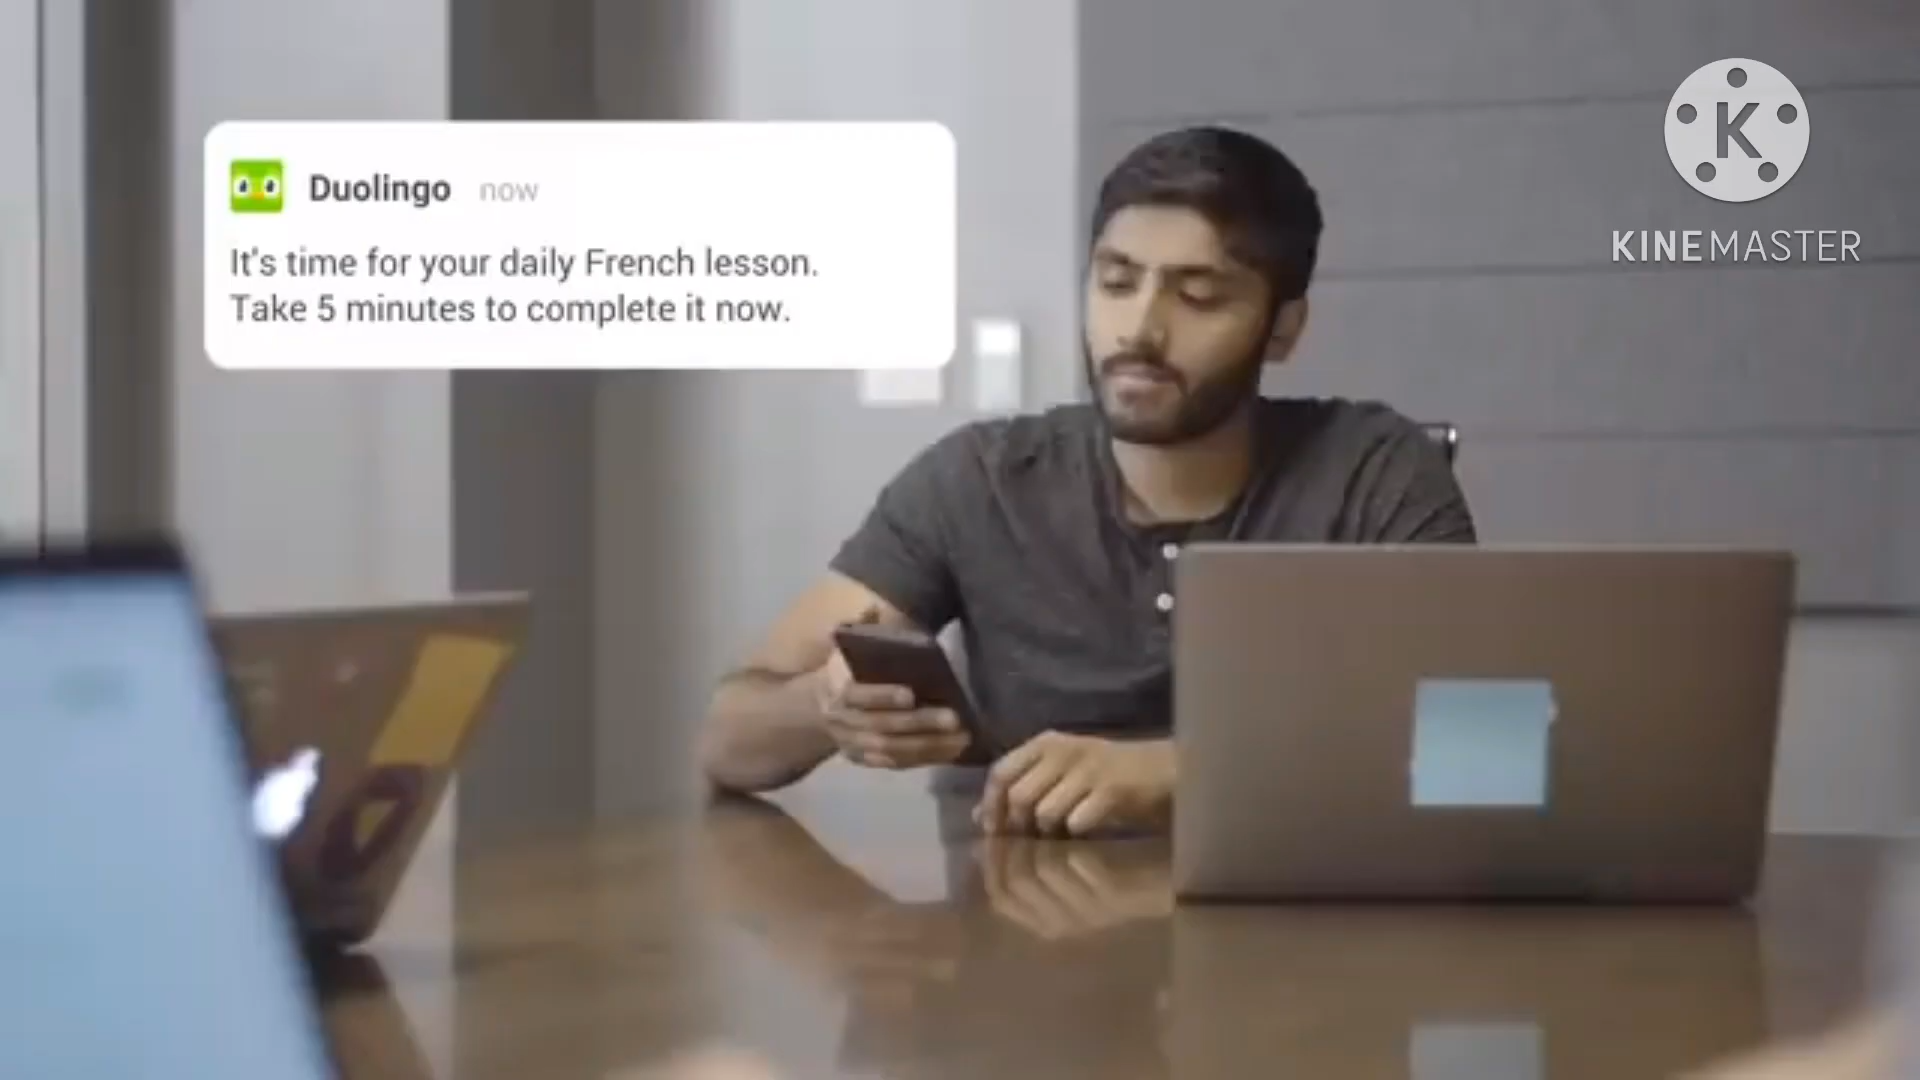 Duolingo now
It's time for your daily French lesson.
Take 5 minutes to complete it now.
K
KINEMASTER